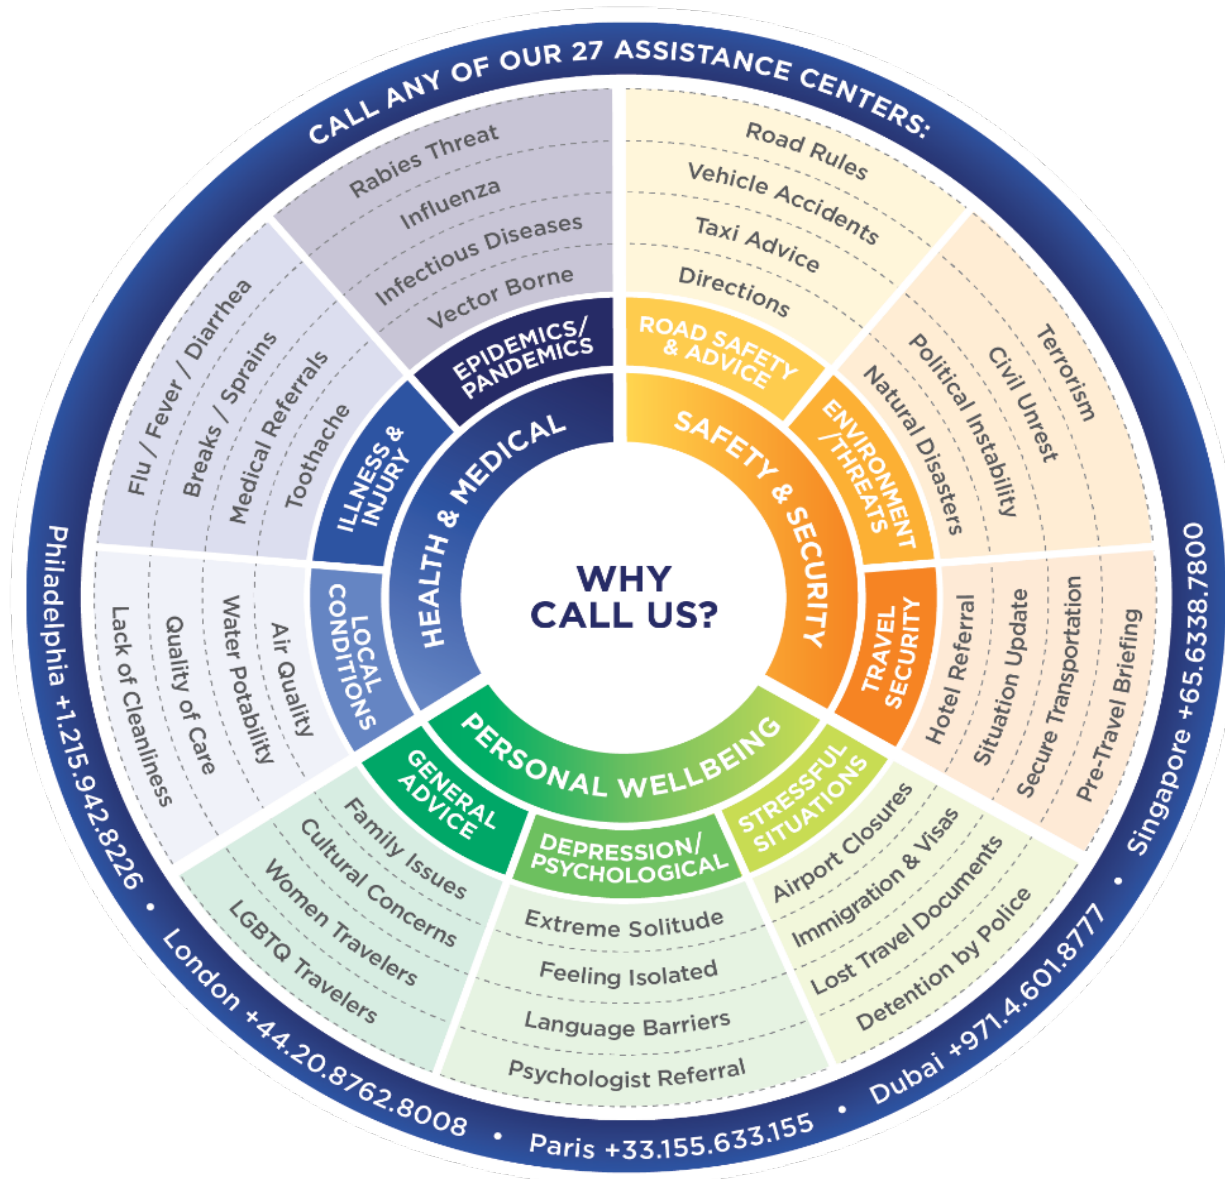 CALL ANY OF OUR 27 ASSISTANCE CENTERS:
WHY
CALL US?
HEALTH & MEDICAL
EPIDEMICS/
PANDEMICS
Rabies Threat
Influenza
Infectious Diseases
Vector Borne
ILLNESS &
INJURY
Flu / Fever / Diarrhea
Breaks / Sprains
Medical Referrals
Toothache
LOCAL
CONDITIONS
Lack of Cleanliness
Quality of Care
Water Potability
Air Quality
SAFETY & SECURITY
ROAD SAFETY
& ADVICE
Road Rules
Vehicle Accidents
Taxi Advice
Directions
ENVIRONMENT
/THREATS
Terrorism
Civil Unrest
Political Instability
Natural Disasters
TRAVEL
SECURITY
Hotel Referral
Situation Update
Secure Transportation
Pre-Travel Briefing
PERSONAL WELLBEING
GENERAL
ADVICE
Family Issues
Cultural Concerns
Women Travelers
LGBTQ Travelers
DEPRESSION/
PSYCHOLOGICAL
Extreme Solitude
Feeling Isolated
Language Barriers
Psychologist Referral
STRESSFUL
SITUATIONS
Airport Closures
Immigration & Visas
Lost Travel Documents
Detention by Police
Philadelphia +1.215.942.8226 • London +44.20.8762.8008 • Paris +33.155.633.155 • Dubai +971.4.601.8777 • Singapore +65.6338.7800